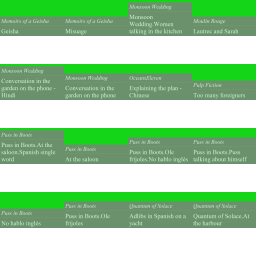 Memoirs of a Geisha
Geisha
Memoirs of a Geisha
Misuage
Monsoon Wedding
Monsoon
Wedding.Women
talking in the kitchen
Moulin Rouge
Lautrec and Satah
Monsoon Wedding
Conversation in the
garden on the phone -
Hindi
Monsoon Wedding
Conversation in the
garden on the phone
OceansEleven
Explaining the plan -
Chinese
Pulp Fiction
Too many foreigners
Puss in Boots
Puss in Boots.At the
saloon.Spanish single
word
Puss in Boots
At the saloon
Puss in Boots
Puss in Boots.Ole
frijoles.No hablo inglés
Puss in Boots
Puss in Boots.Puss
talking about himself
Puss in Boots
No hablo inglés
Puss in Boots
Puss in Boots.Ole
frijoles
Quantum of Solace
Adlibs in Spanish on a
yacht
Quantum of Solace
Quantum of Solace.At
the harbour